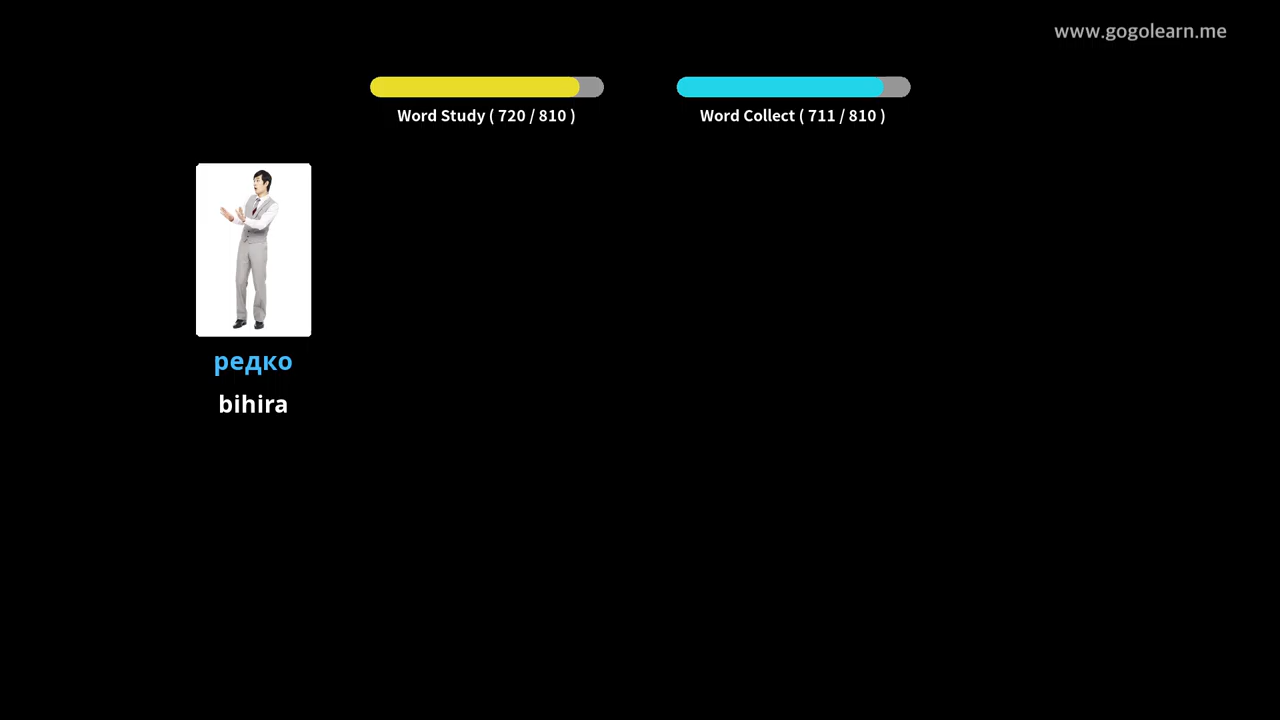 www.gogolearn.me
Word Study ( 720 / 810 )
Word Collect ( 711 / 810 )
редко
bihira